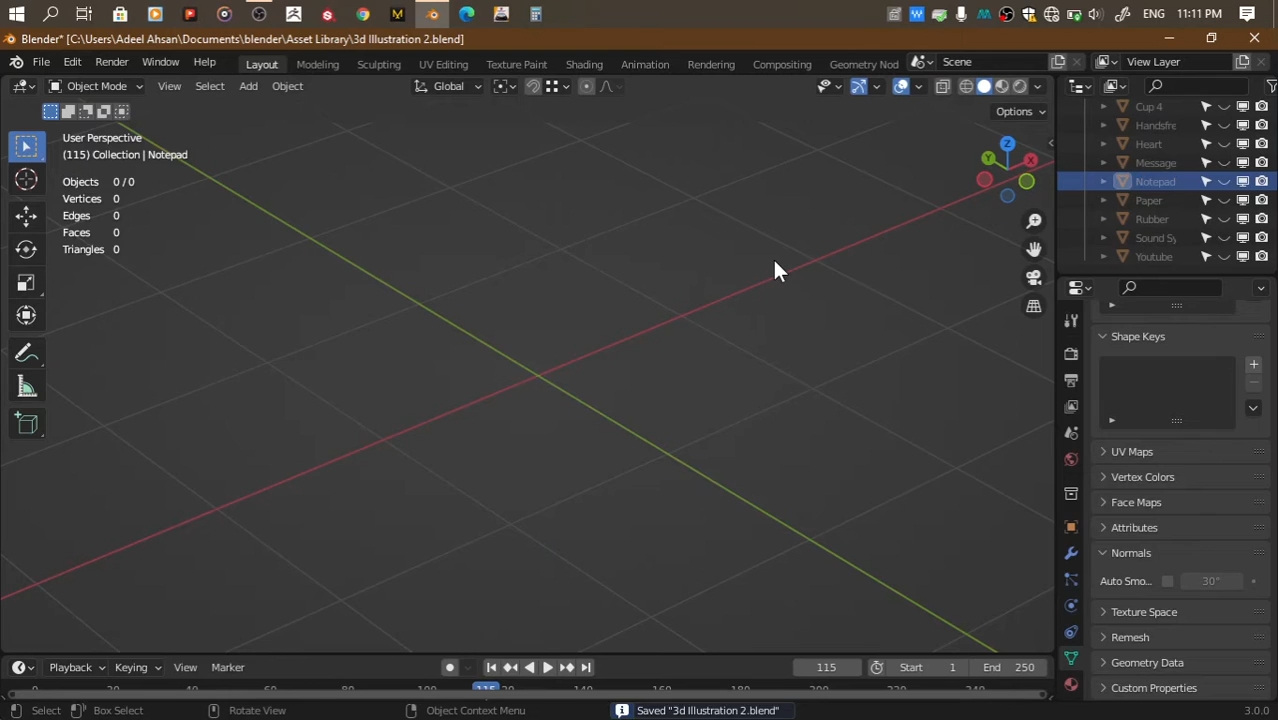 ENG 11:11 PM
Blender* [C:\Users\Adeel Ahsan\Documents\blender\Asset Library\3d Illustration 2.blend]
File Edit Render Window Help Layout Modeling Sculpting UV Editing Texture Paint Shading Animation Rendering Compositing Geometry Nod Scene View Layer
Object Mode View Select Add Object Global
Options
User Perspective
(115) Collection | Notepad
Objects 0 / 0
Vertices 0
Edges 0
Faces 0
Triangles 0
X
Y
Z
Cup 4
Handsfre
Heart
Message
Notepad
Paper
Rubber
Sound Sy
Youtube
Shape Keys
UV Maps
Vertex Colors
Face Maps
Attributes
Normals
Auto Smo... 30°
Texture Space
Remesh
Geometry Data
Custom Properties
Playback Keying View Marker 115 Start 1 End 250
Select Box Select Rotate View Object Context Menu Saved "3d Illustration 2.blend" 3.0.0